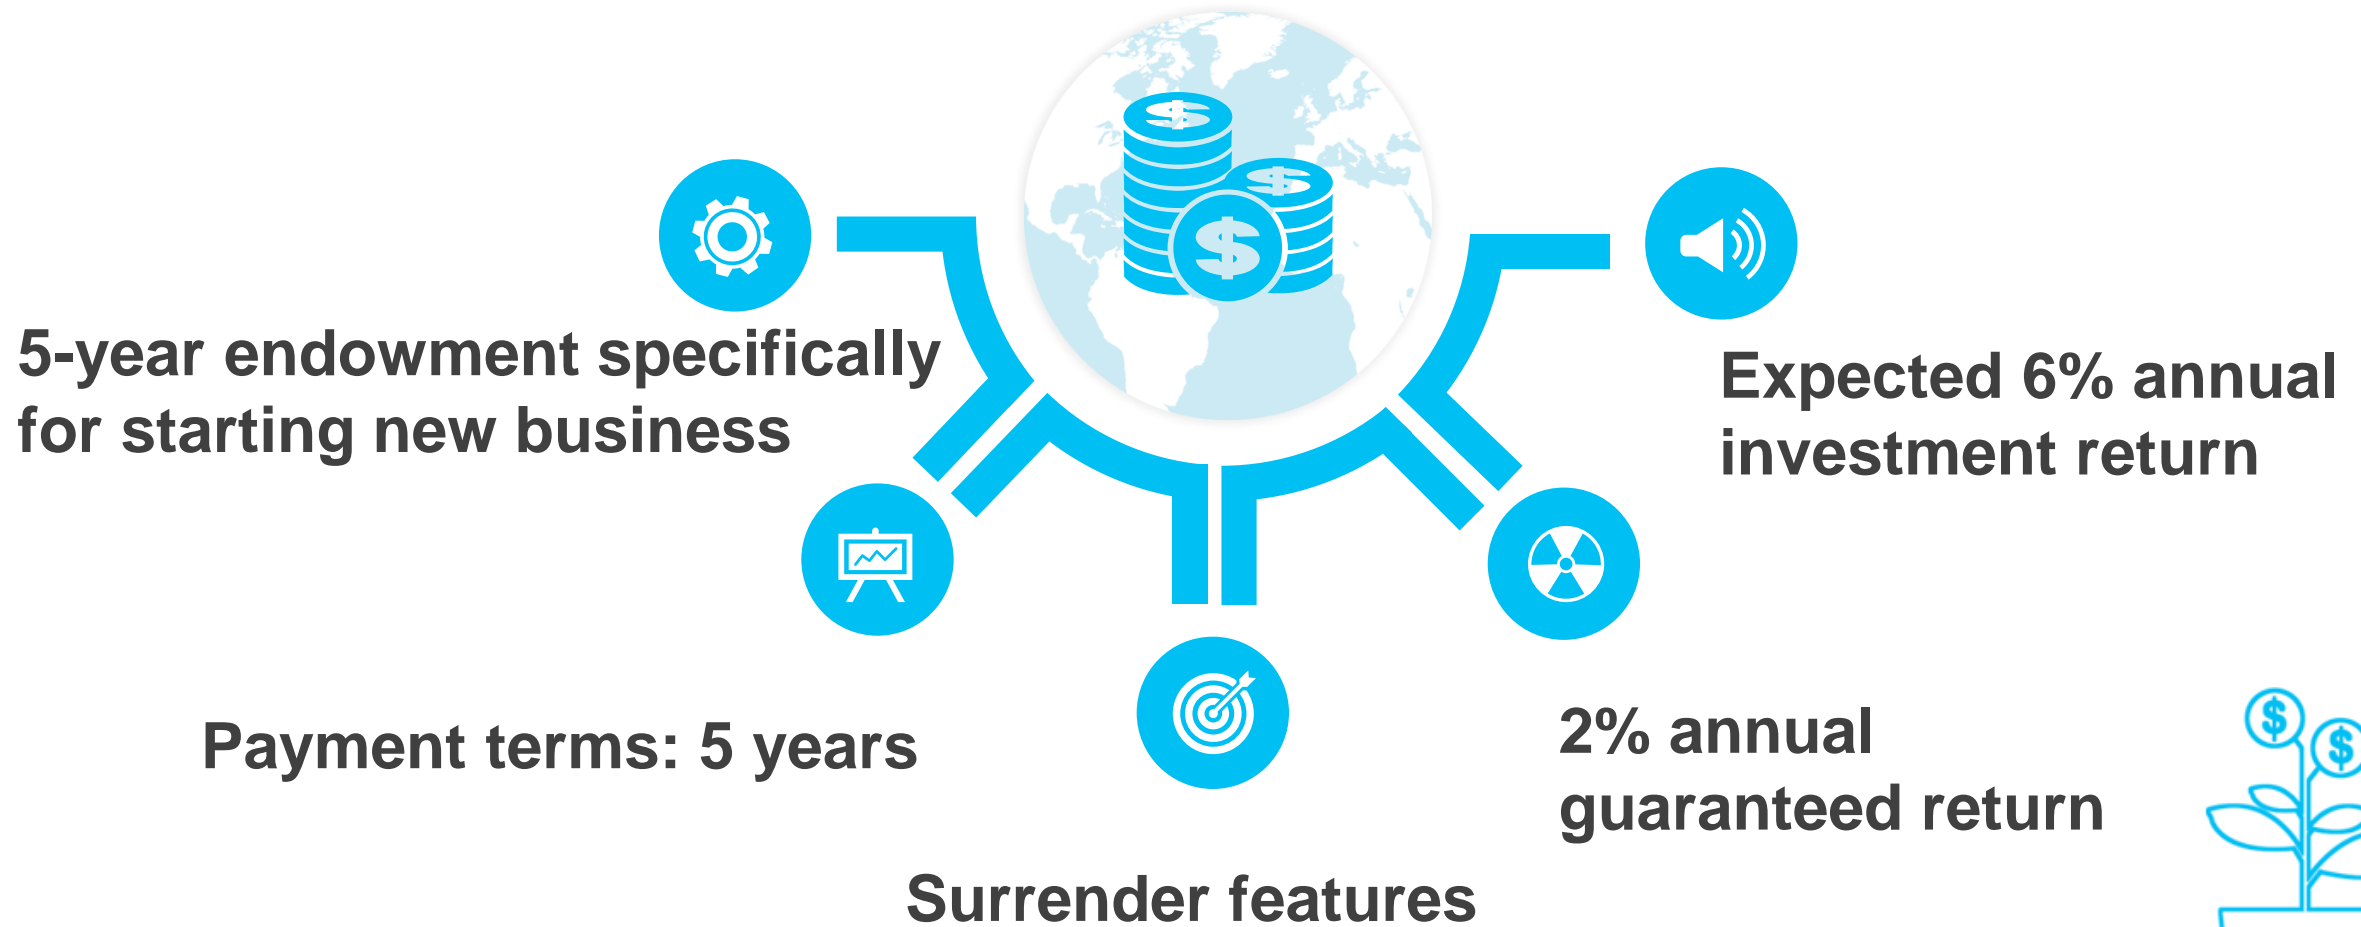 5-year endowment specifically
for starting new business
Payment terms: 5 years
Surrender features
2% annual
guaranteed return
Expected 6% annual
investment return
$
$
$
$
$